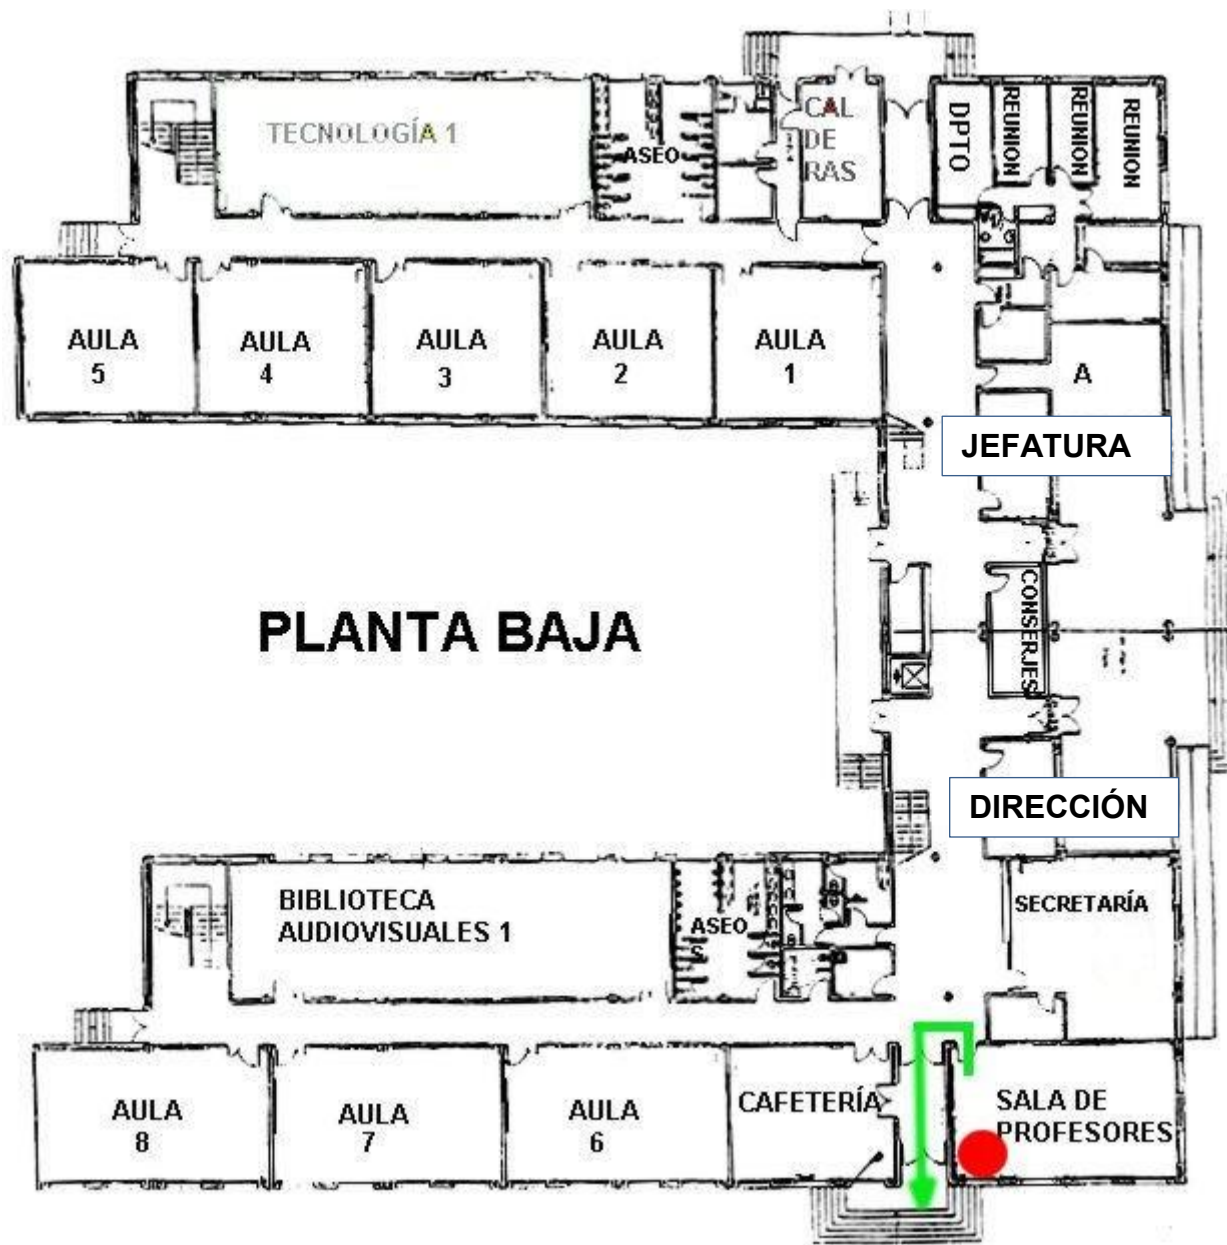 TECNOLOGÍA 1
ASEO
CAL
DE
RAS
DPTO
REUNION
REUNION
REUNION
AULA
5
AULA
4
AULA
3
AULA
2
AULA
1
A
JEFATURA
PLANTA BAJA
CONSERJES
DIRECCIÓN
BIBLIOTECA
AUDIOVISUALES 1
ASEO
SECRETARÍA
AULA
8
AULA
7
AULA
6
CAFETERÍA
SALA DE
PROFESORES